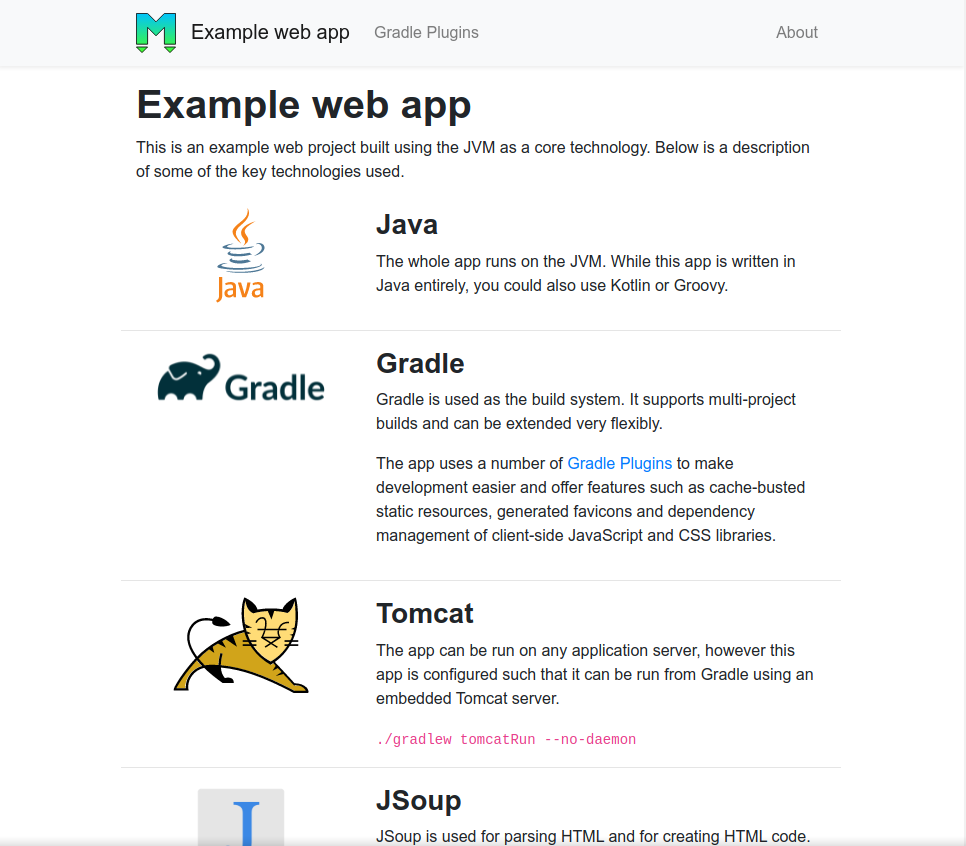 Example web app Gradle Plugins About
Example web app
This is an example web project built using the JVM as a core technology. Below is a description
of some of the key technologies used.
Java
Java
The whole app runs on the JVM. While this app is written in
Java entirely, you could also use Kotlin or Groovy.
Gradle
Gradle
Gradle is used as the build system. It supports multi-project
builds and can be extended very flexibly.
The app uses a number of Gradle Plugins to make
development easier and offer features such as cache-busted
static resources, generated favicons and dependency
management of client-side JavaScript and CSS libraries.
Tomcat
The app can be run on any application server, however this
app is configured such that it can be run from Gradle using an
embedded Tomcat server.
./gradlew tomcatRun --no-daemon
J
JSoup
JSoup is used for parsing HTML and for creating HTML code.